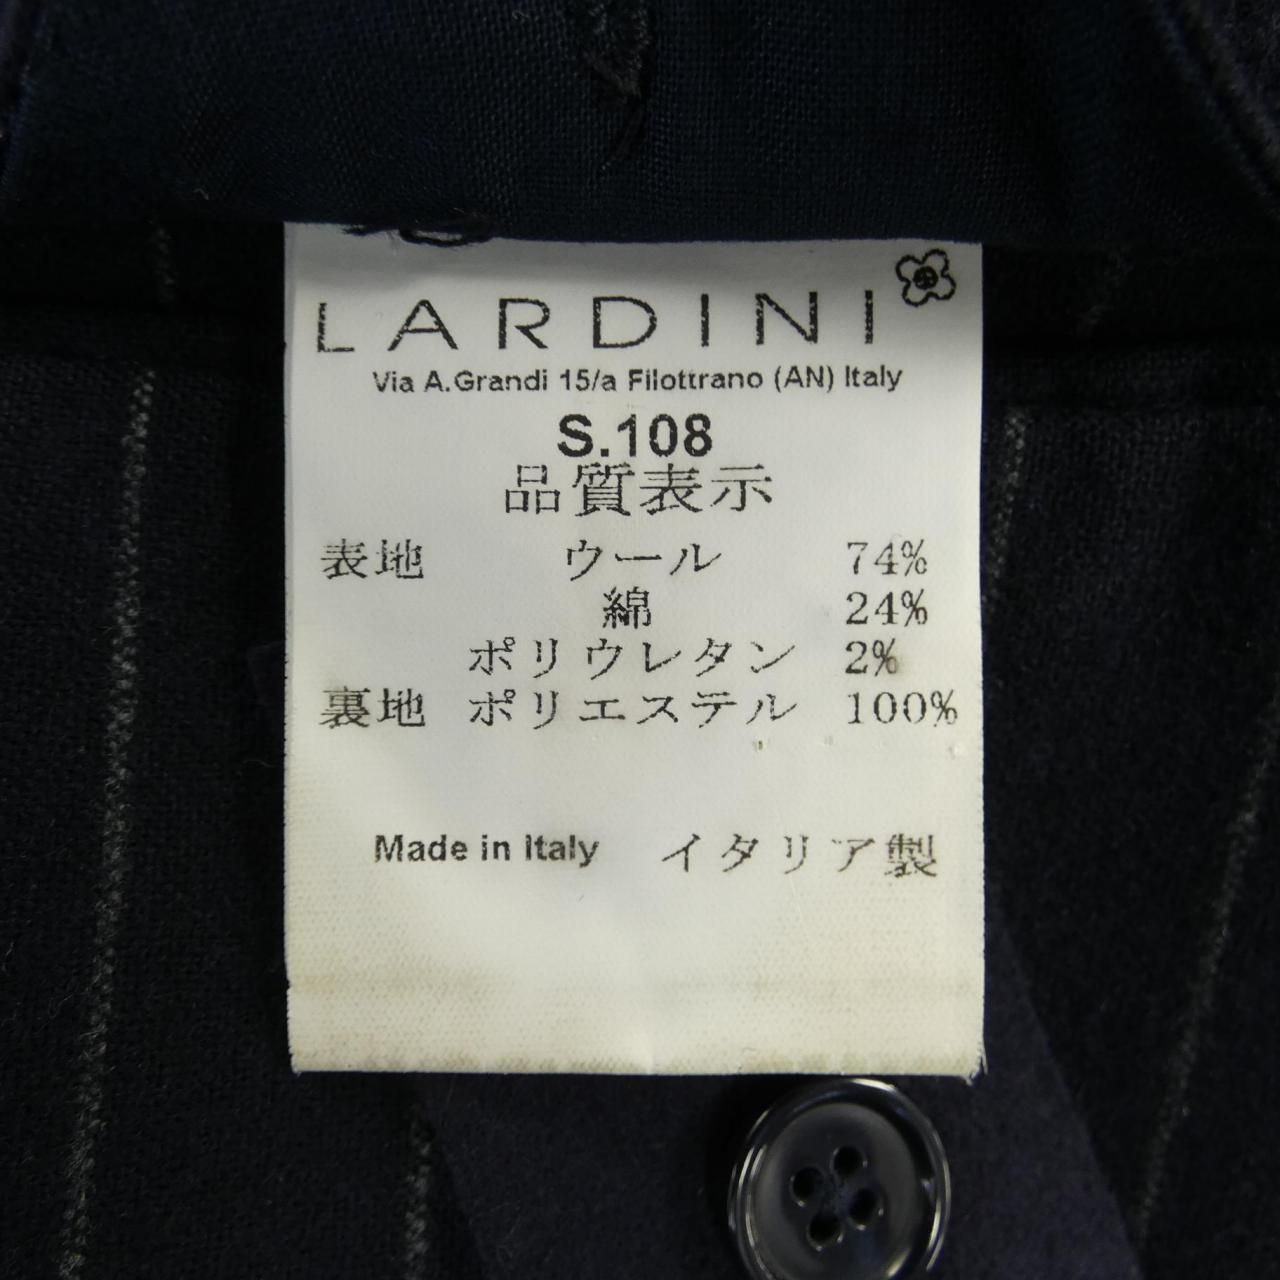 LARDINI
Via A.Grandi 15/a Filottrano (AN) Italy
S.108
品質表示
表地 ウール 74%
綿 24%
ポリウレタン 2%
裏地 ポリエステル 100%
Made in Italy イタリア製